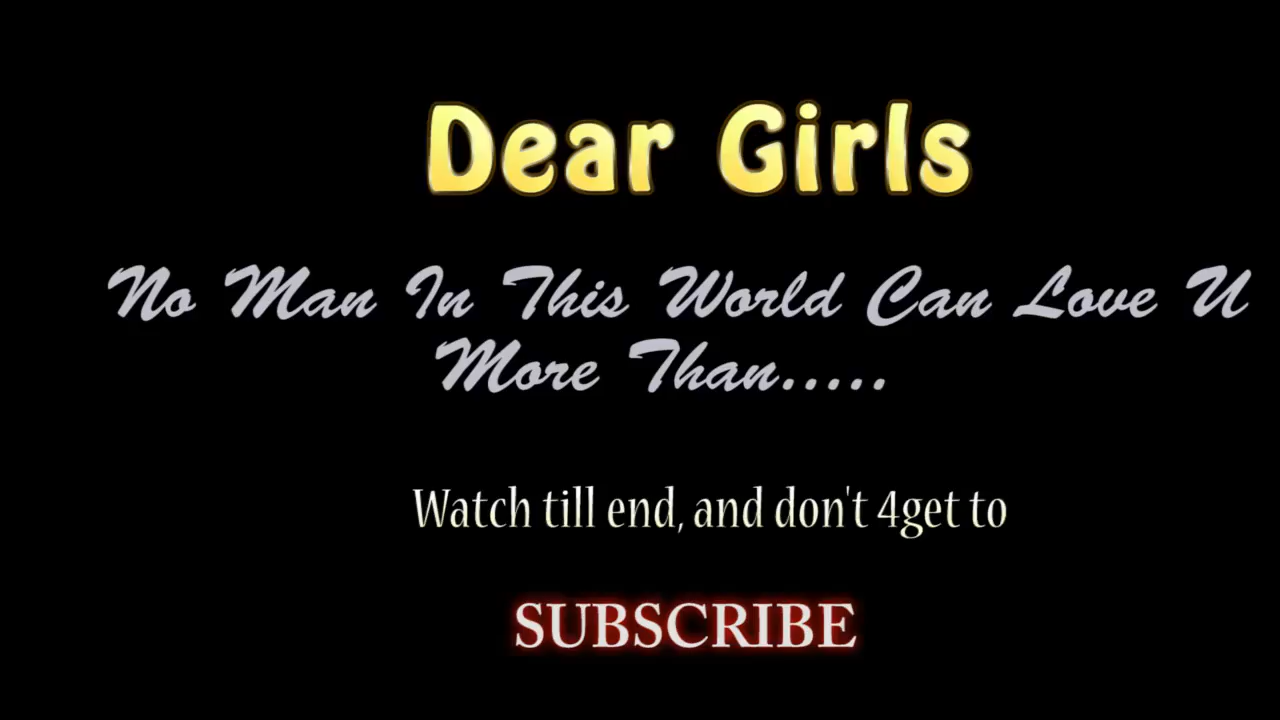 Dear Girls
No Man In This World Can Love U
More Than.....
Watch till end, and don't 4get to
SUBSCRIBE